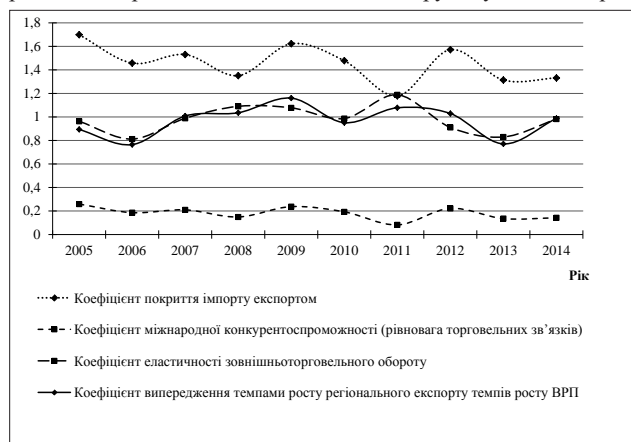 1,8
1,6
1,4
1,2
1
0,8
0,6
0,4
0,2
0
2005 2006 2007 2008 2009 2010 2011 2012 2013 2014
Рік
Коефіцієнт покриття імпорту експортом
Коефіцієнт міжнародної конкурентоспроможності (рівновага торговельних зв’язків)
Коефіцієнт еластичності зовнішньоторговельного обороту
Коефіцієнт випередження темпами росту регіонального експорту темпів росту ВРП